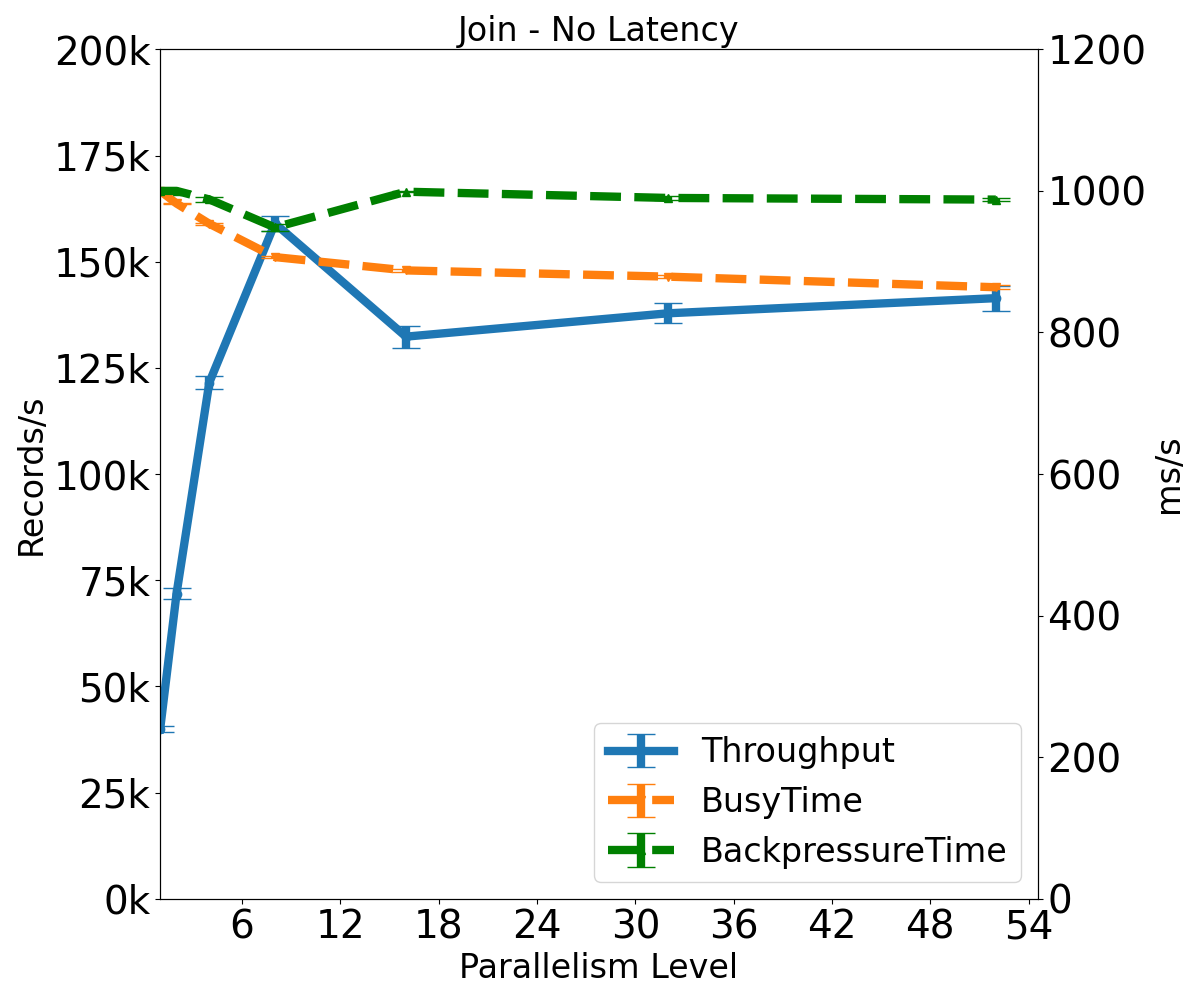 Join - No Latency
200k
175k
150k
125k
100k
75k
50k
25k
0k
Records/s
1200
1000
800
600
400
200
0
ms/s
Throughput
BusyTime
BackpressureTime
6 12 18 24 30 36 42 48 54
Parallelism Level